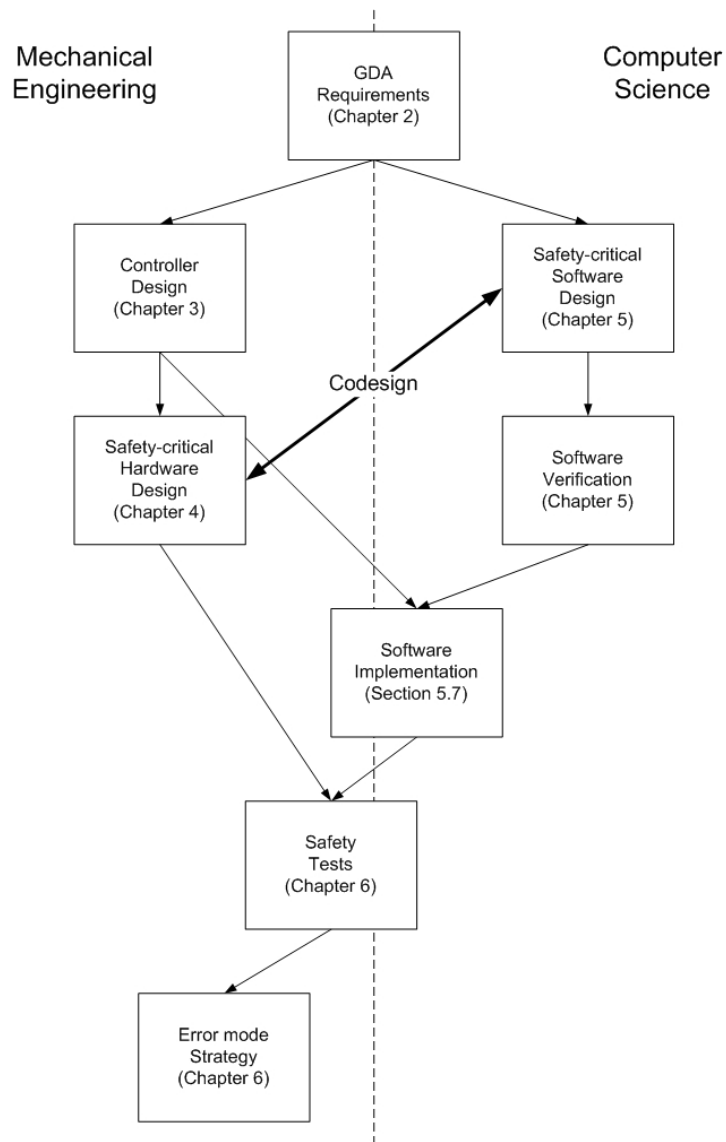 Mechanical
Engineering
GDA
Requirements
(Chapter 2)
Computer
Science
Controller
Design
(Chapter 3)
Safety-critical
Software
Design
(Chapter 5)
Codesign
Safety-critical
Hardware
Design
(Chapter 4)
Software
Verification
(Chapter 5)
Software
Implementation
(Section 5.7)
Safety
Tests
(Chapter 6)
Error mode
Strategy
(Chapter 6)